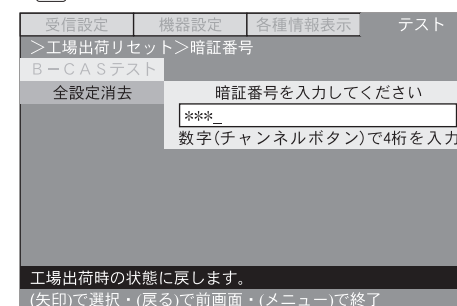 受信設定 機器設定 各種情報表示 テスト
＞工場出荷リセット＞暗証番号
B－CASテスト
全設定消去
暗証番号を入力してください
***_
数字(チャンネルボタン)で4桁を入力
工場出荷時の状態に戻します。
(矢印)で選択・(戻る)で前画面・(メニュー)で終了